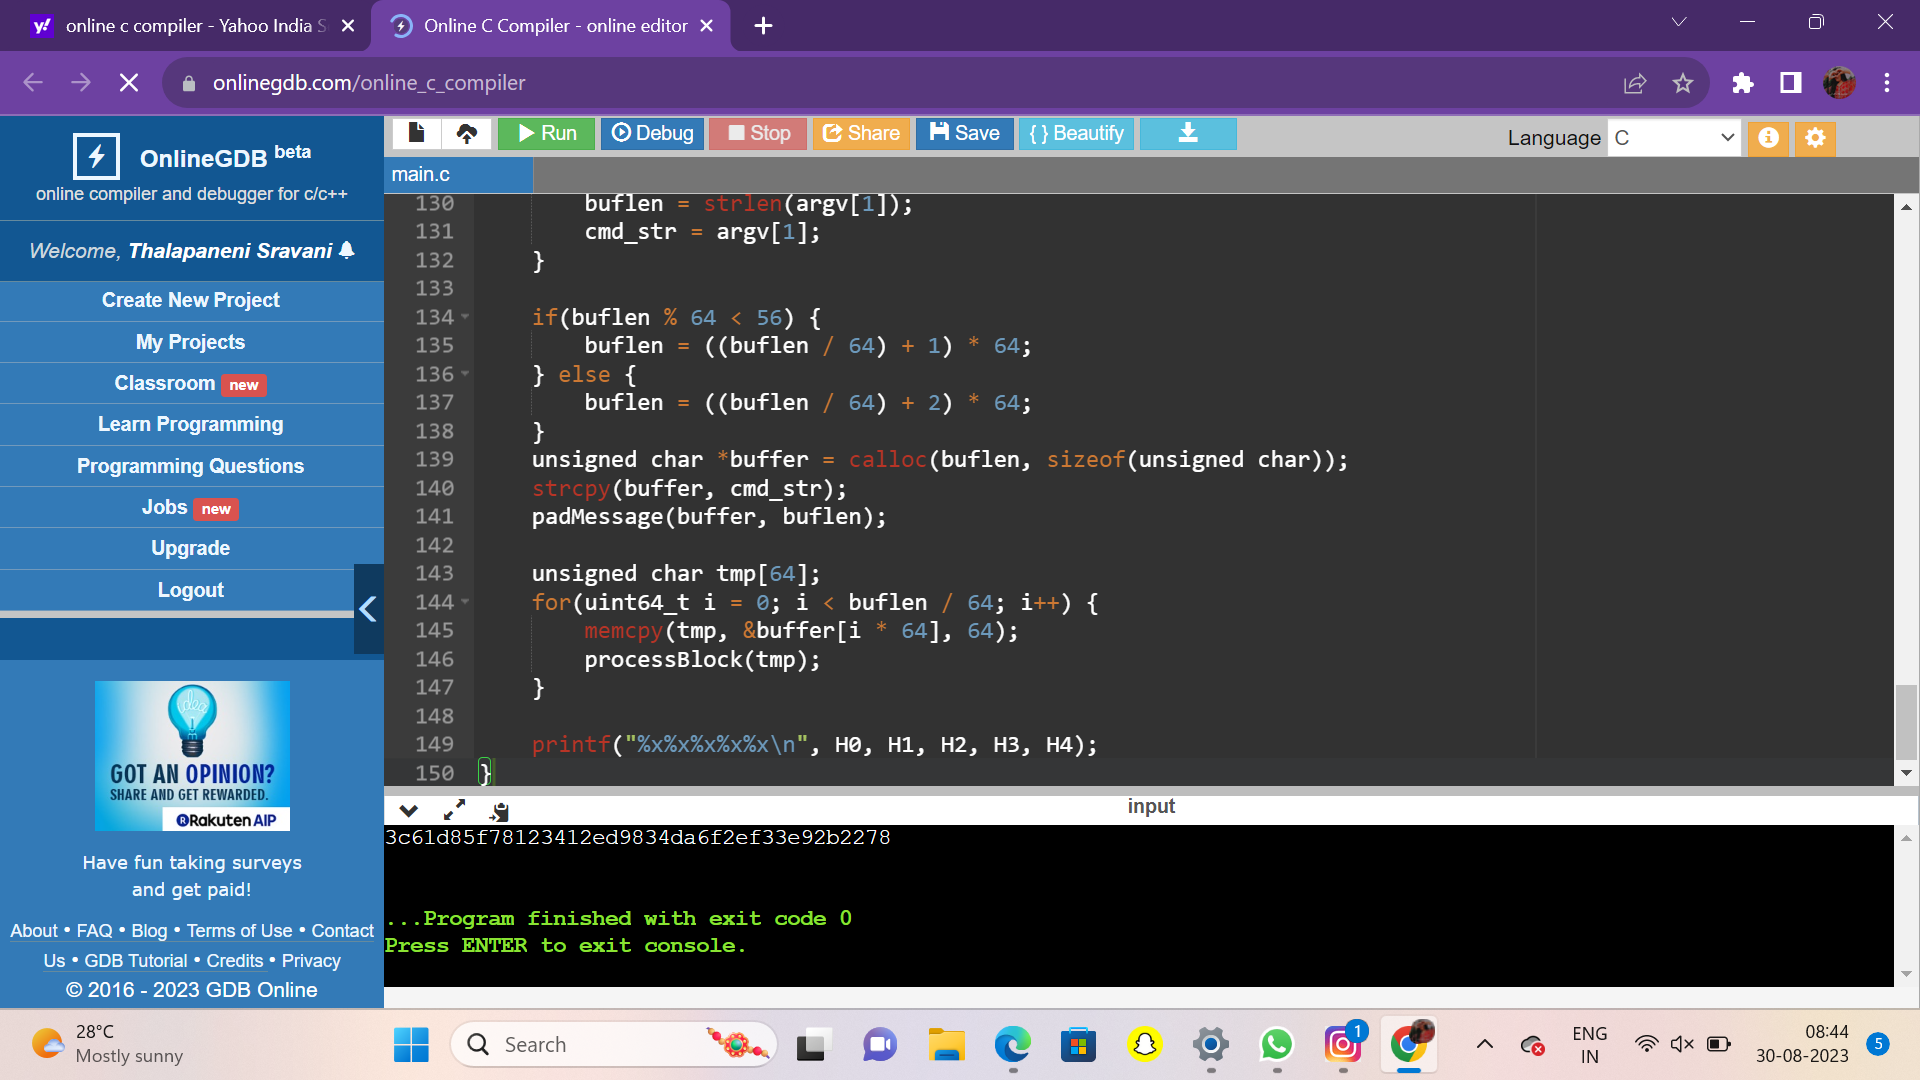 online c compiler - Yahoo India S
Online C Compiler - online editor
onlinegdb.com/online_c_compiler
OnlineGDB beta
online compiler and debugger for c/c++
Welcome, Thalapaneni Sravani
Create New Project
My Projects
Classroom new
Learn Programming
Programming Questions
Jobs new
Upgrade
Logout
idea
GOT AN OPINION?
SHARE AND GET REWARDED.
Rakuten AIP
Have fun taking surveys
and get paid!
About • FAQ • Blog • Terms of Use • Contact
Us • GDB Tutorial • Credits • Privacy
© 2016 - 2023 GDB Online
Run Debug Stop Share Save { } Beautify
Language C
main.c
130 buflen = strlen(argv[1]);
131 cmd_str = argv[1];
132 }
133
134 if(buflen % 64 < 56) {
135 buflen = ((buflen / 64) + 1) * 64;
136 } else {
137 buflen = ((buflen / 64) + 2) * 64;
138 }
139 unsigned char *buffer = calloc(buflen, sizeof(unsigned char));
140 strcpy(buffer, cmd_str);
141 padMessage(buffer, buflen);
142
143 unsigned char tmp[64];
144 for(uint64_t i = 0; i < buflen / 64; i++) {
145 memcpy(tmp, &buffer[i * 64], 64);
146 processBlock(tmp);
147 }
148
149 printf("%x%x%x%x%x\n", H0, H1, H2, H3, H4);
150 }
input
3c61d85f78123412ed9834da6f2ef33e92b2278
...Program finished with exit code 0
Press ENTER to exit console.
28°C
Mostly sunny
Search
1
ENG
IN
08:44
30-08-2023
5